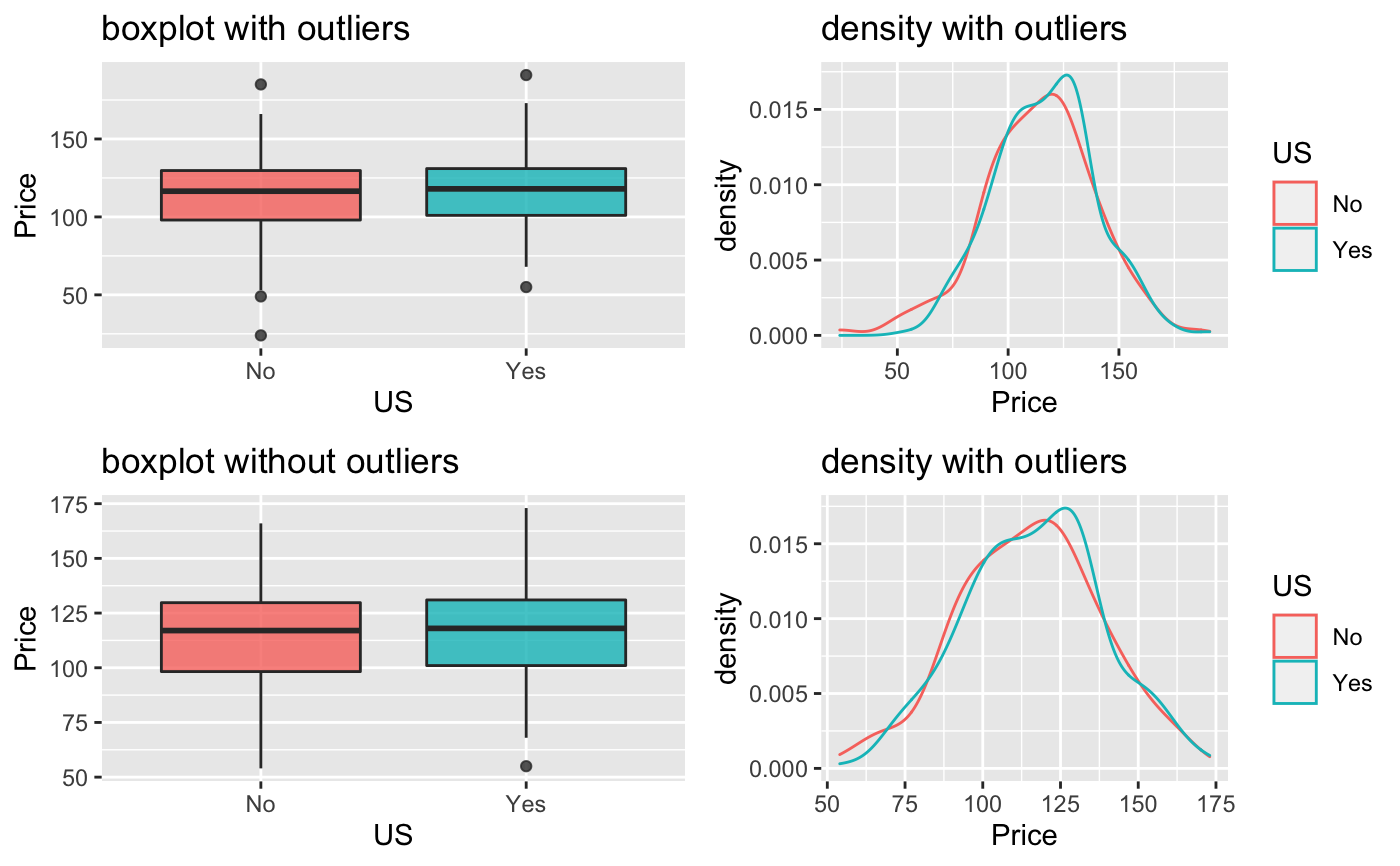 boxplot with outliers
Price
150
100
50
No Yes
US
density with outliers
density
0.015
0.010
0.005
0.000
50 100 150
Price
US
No
Yes
boxplot without outliers
Price
175
150
125
100
75
50
No Yes
US
density with outliers
density
0.015
0.010
0.005
0.000
50 75 100 125 150 175
Price
US
No
Yes